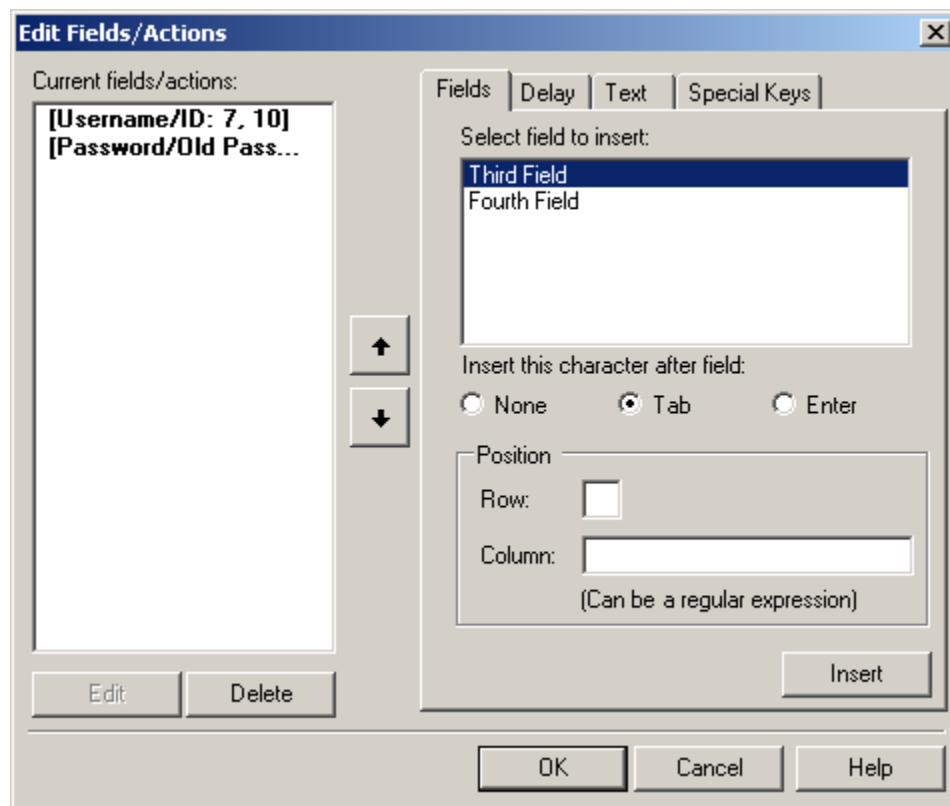 Edit Fields/Actions
Current fields/actions:
[Username/ID: 7, 10]
[Password/Old Pass...
Edit
Delete
Fields Delay Text Special Keys
Select field to insert:
Third Field
Fourth Field
Insert this character after field:
None Tab Enter
Position
Row:
Column:
(Can be a regular expression)
Insert
OK Cancel Help